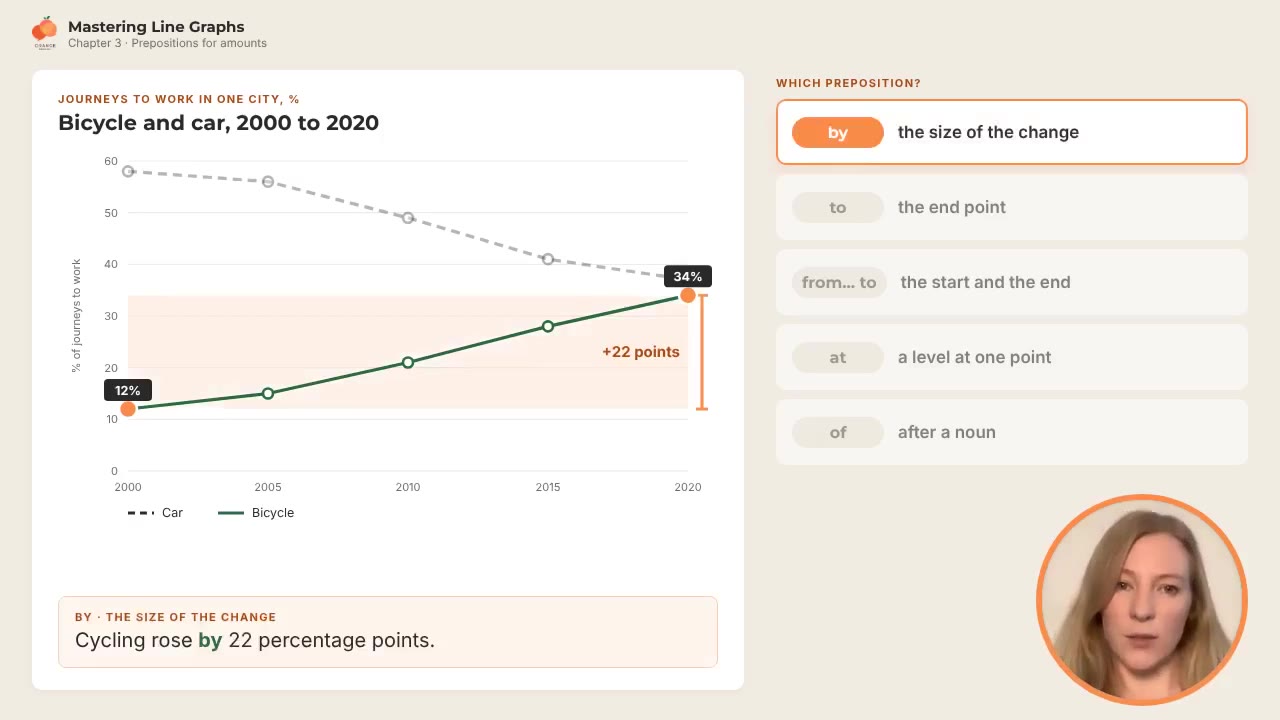 Mastering Line Graphs
Chapter 3 · Prepositions for amounts
JOURNEYS TO WORK IN ONE CITY, %
Bicycle and car, 2000 to 2020
60
50
40
30
20
10
0
% of journeys to work
34%
+22 points
12%
2000 2005 2010 2015 2020
Car Bicycle
BY · THE SIZE OF THE CHANGE
Cycling rose by 22 percentage points.
WHICH PREPOSITION?
by the size of the change
to the end point
from... to the start and the end
at a level at one point
of after a noun